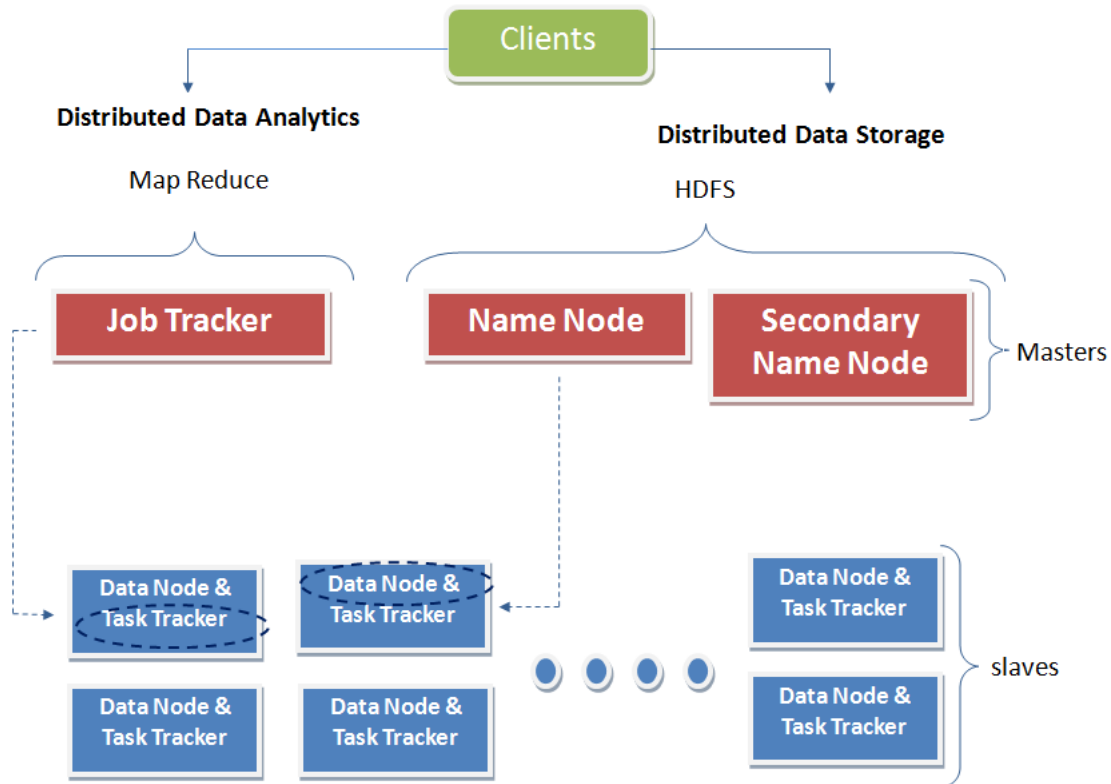 Clients
Distributed Data Analytics
Distributed Data Storage
Map Reduce
HDFS
Job Tracker
Name Node
Secondary
Name Node
Masters
Data Node &
Task Tracker
Data Node &
Task Tracker
Data Node &
Task Tracker
slaves
Data Node &
Task Tracker
Data Node &
Task Tracker
Data Node &
Task Tracker